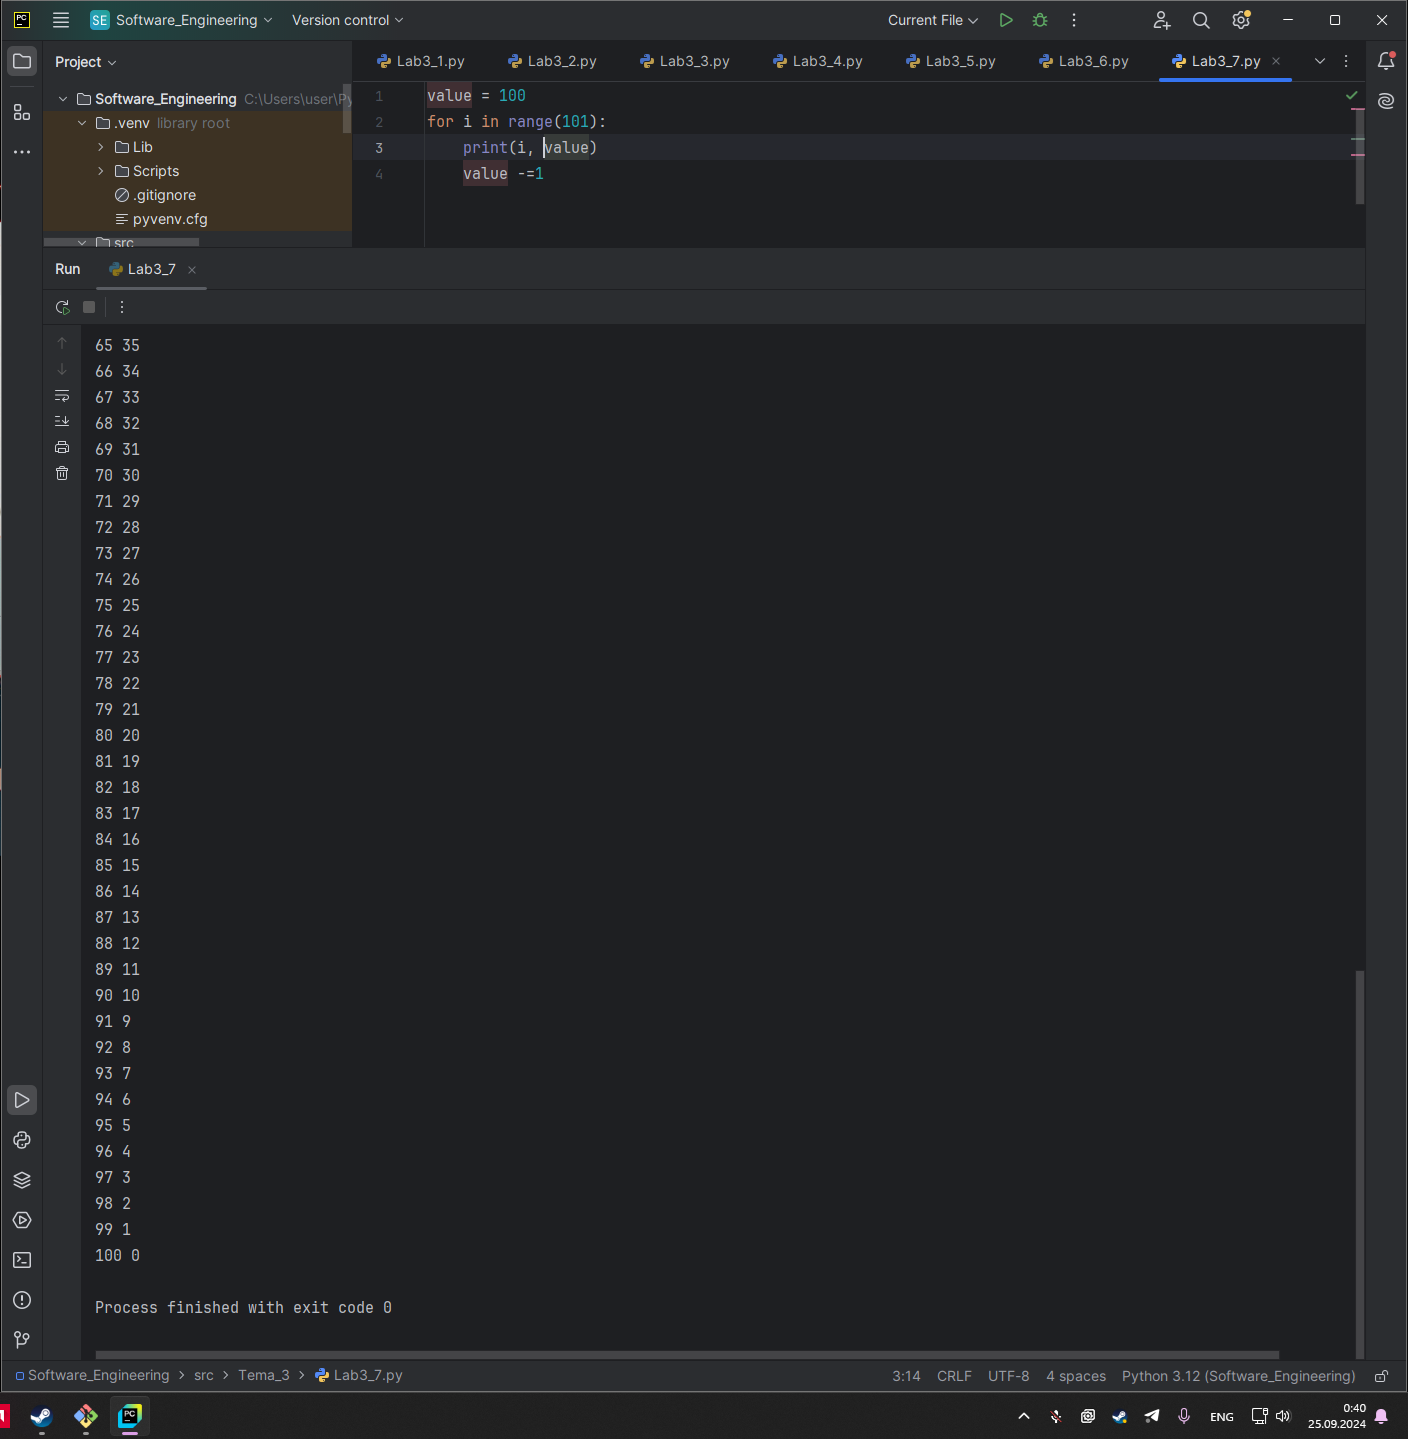 PC SE Software_Engineering Version control Current File
Project Lab3_1.py Lab3_2.py Lab3_3.py Lab3_4.py Lab3_5.py Lab3_6.py Lab3_7.py
Software_Engineering C:\Users\user\Py
.venv library root
Lib
Scripts
.gitignore
pyvenv.cfg
src
1 value = 100
2 for i in range(101):
3 print(i, value)
4 value -=1
Run Lab3_7
65 35
66 34
67 33
68 32
69 31
70 30
71 29
72 28
73 27
74 26
75 25
76 24
77 23
78 22
79 21
80 20
81 19
82 18
83 17
84 16
85 15
86 14
87 13
88 12
89 11
90 10
91 9
92 8
93 7
94 6
95 5
96 4
97 3
98 2
99 1
100 0
Process finished with exit code 0
Software_Engineering > src > Tema_3 > Lab3_7.py 3:14 CRLF UTF-8 4 spaces Python 3.12 (Software_Engineering)
PC ENG 0:40
25.09.2024